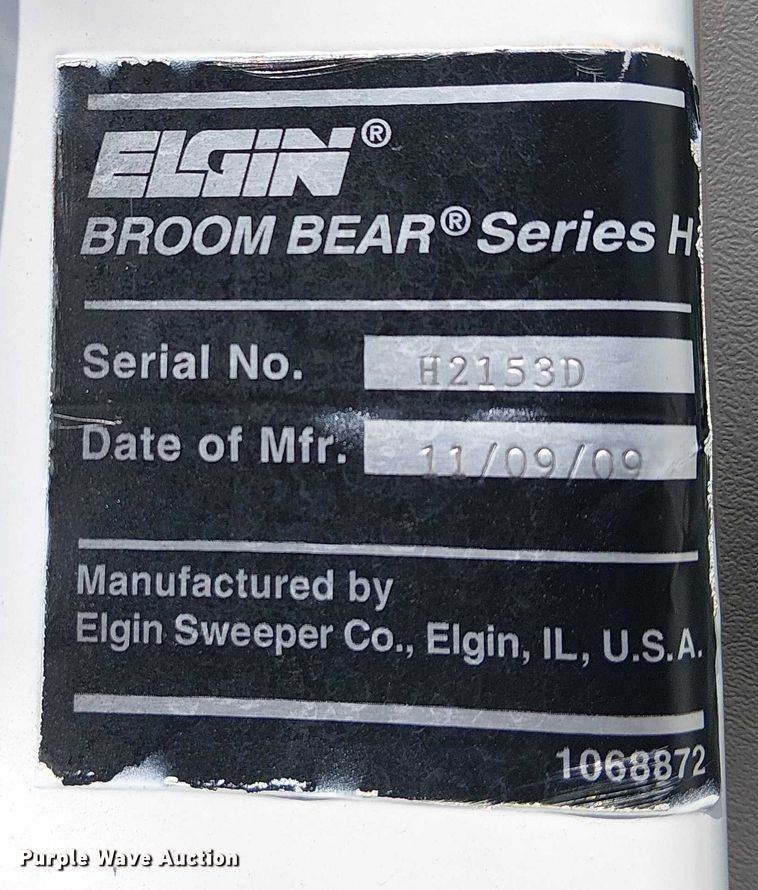 ELGIN®
BROOM BEAR® Series H
Serial No. H2153D
Date of Mfr. 11/09/09
Manufactured by
Elgin Sweeper Co., Elgin, IL, U.S.A.
1068872
Purple Wave Auction